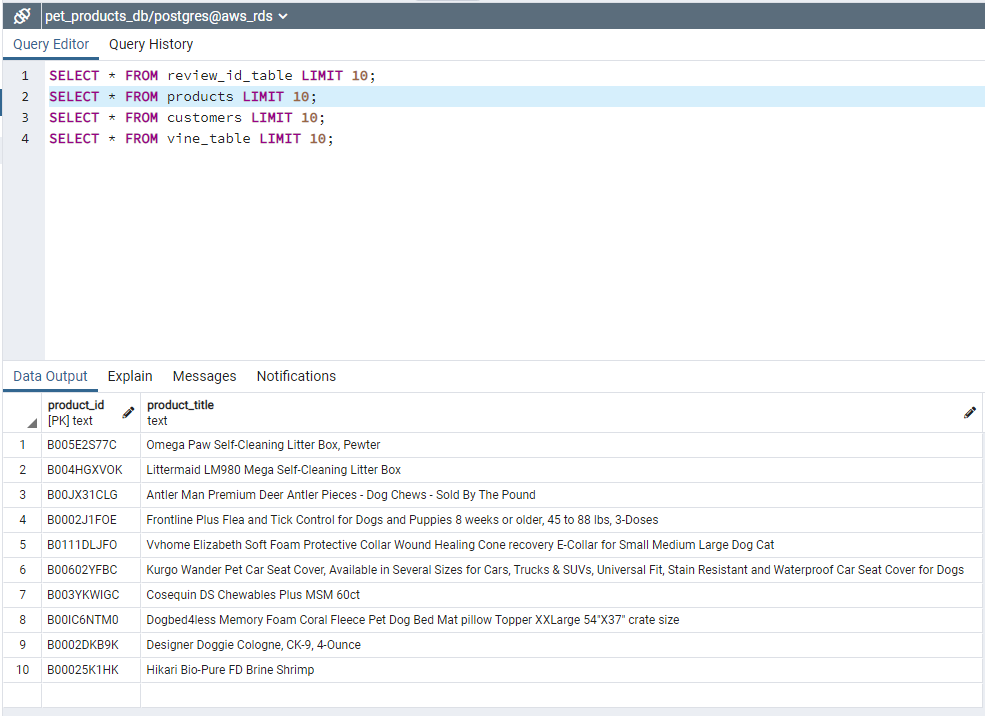 pet_products_db/postgres@aws_rds
Query Editor Query History
1 SELECT * FROM review_id_table LIMIT 10;
2 SELECT * FROM products LIMIT 10;
3 SELECT * FROM customers LIMIT 10;
4 SELECT * FROM vine_table LIMIT 10;
Data Output Explain Messages Notifications
product_id product_title
[PK] text text
1 B005E2S77C Omega Paw Self-Cleaning Litter Box, Pewter
2 B004HGXVOK Littermaid LM980 Mega Self-Cleaning Litter Box
3 B00JX31CLG Antler Man Premium Deer Antler Pieces - Dog Chews - Sold By The Pound
4 B0002J1FOE Frontline Plus Flea and Tick Control for Dogs and Puppies 8 weeks or older, 45 to 88 lbs, 3-Doses
5 B0111DLJFO Vvhome Elizabeth Soft Foam Protective Collar Wound Healing Cone recovery E-Collar for Small Medium Large Dog Cat
6 B00602YFBC Kurgo Wander Pet Car Seat Cover, Available in Several Sizes for Cars, Trucks & SUVs, Universal Fit, Stain Resistant and Waterproof Car Seat Cover for Dogs
7 B003YKWIGC Cosequin DS Chewables Plus MSM 60ct
8 B00IC6NTM0 Dogbed4less Memory Foam Coral Fleece Pet Dog Bed Mat pillow Topper XXLarge 54"X37" crate size
9 B0002DKB9K Designer Doggie Cologne, CK-9, 4-Ounce
10 B00025K1HK Hikari Bio-Pure FD Brine Shrimp